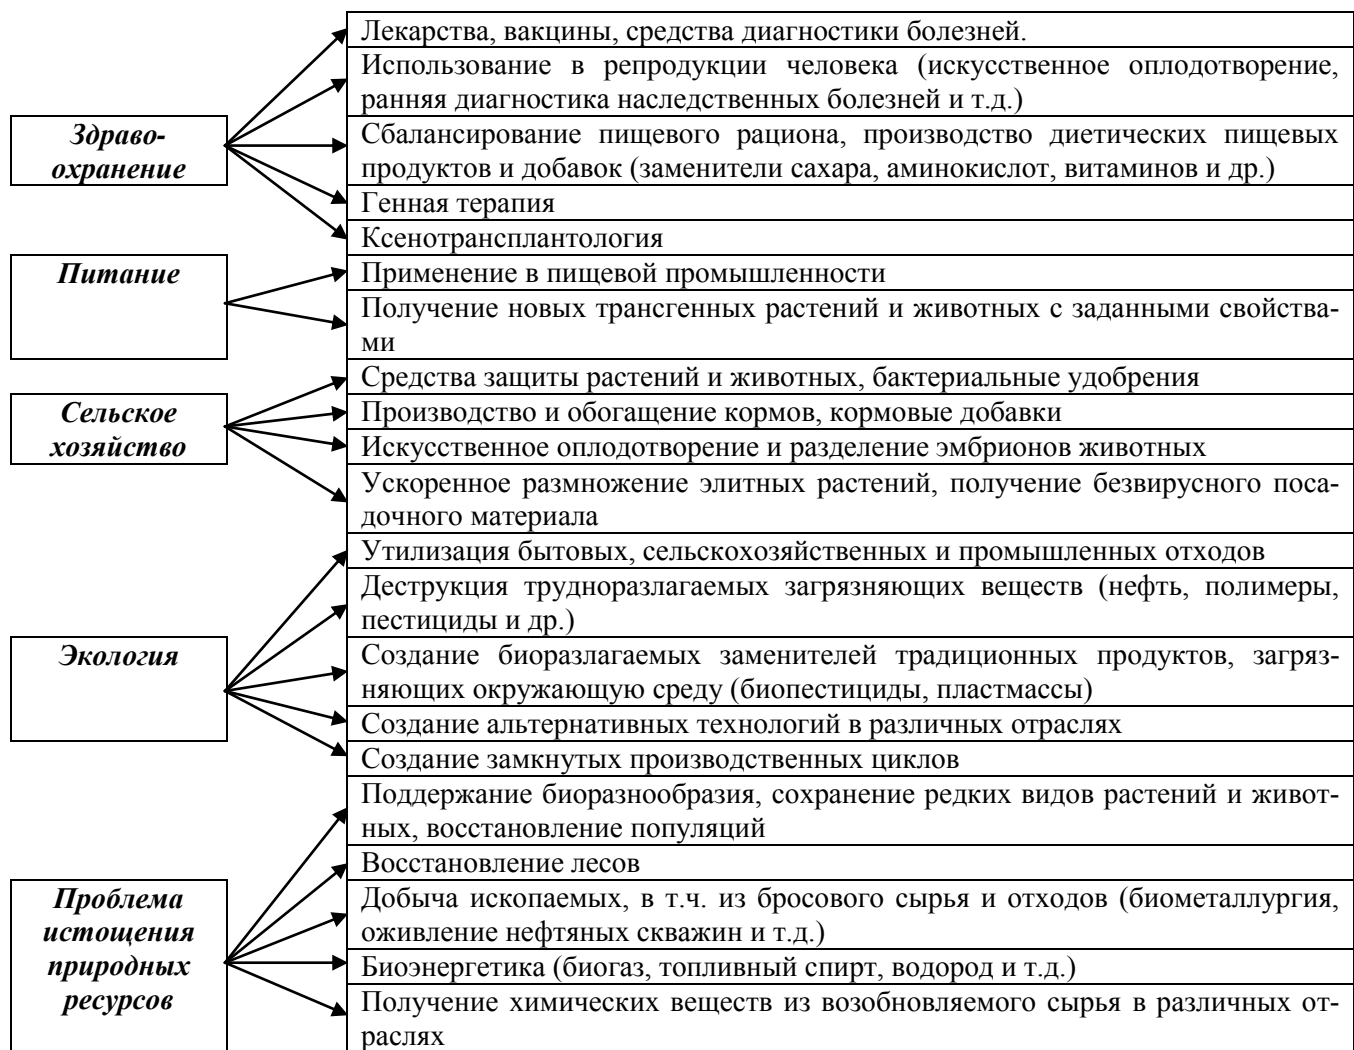 Здраво-
охранение
Лекарства, вакцины, средства диагностики болезней.
Использование в репродукции человека (искусственное оплодотворение,
ранняя диагностика наследственных болезней и т.д.)
Сбалансирование пищевого рациона, производство диетических пищевых
продуктов и добавок (заменители сахара, аминокислот, витаминов и др.)
Генная терапия
Ксенотрансплантология
Питание
Применение в пищевой промышленности
Получение новых трансгенных растений и животных с заданными свойства-
ми
Сельское
хозяйство
Средства защиты растений и животных, бактериальные удобрения
Производство и обогащение кормов, кормовые добавки
Искусственное оплодотворение и разделение эмбрионов животных
Ускоренное размножение элитных растений, получение безвирусного поса-
дочного материала
Экология
Утилизация бытовых, сельскохозяйственных и промышленных отходов
Деструкция трудноразлагаемых загрязняющих веществ (нефть, полимеры,
пестициды и др.)
Создание биоразлагаемых заменителей традиционных продуктов, загряз-
няющих окружающую среду (биопестициды, пластмассы)
Создание альтернативных технологий в различных отраслях
Создание замкнутых производственных циклов
Проблема
истощения
природных
ресурсов
Поддержание биоразнообразия, сохранение редких видов растений и живот-
ных, восстановление популяций
Восстановление лесов
Добыча ископаемых, в т.ч. из бросового сырья и отходов (биометаллургия,
оживление нефтяных скважин и т.д.)
Биоэнергетика (биогаз, топливный спирт, водород и т.д.)
Получение химических веществ из возобновляемого сырья в различных от-
раслях